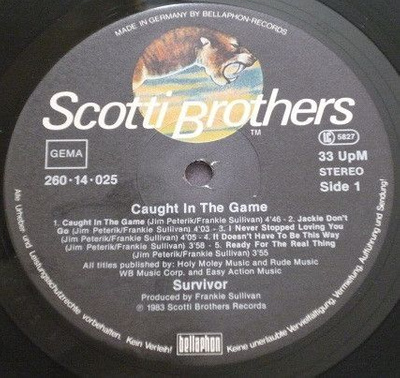 MADE IN GERMANY BY BELLAPHON-RECORDS
Scotti Brothers
TM
GEMA
LC 5827
260·14·025
33 UpM
STEREO
Side 1
Caught In The Game
1. Caught In The Game (Jim Peterik/Frankie Sullivan) 4'46 - 2. Jackie Don't
Go (Jim Peterik/Frankie Sullivan) 4'04 - 3. I Never Stopped Loving You
(Jim Peterik/Frankie Sullivan) 4'05 - 4. It Doesn't Have To Be This Way
(Jim Peterik/Frankie Sullivan) 3'58 - 5. Ready For The Real Thing
(Jim Peterik/Frankie Sullivan) 3'55
All titles published by: Holy Moley Music and Rude Music
WB Music Corp. and Easy Action Music
Survivor
Produced by Frankie Sullivan
℗ 1983 Scotti Brothers Records
bellaphon
Alle Urheber- und Leistungsschutzrechte vorbehalten. Kein Verleih! Keine unerlaubte Vervielfältigung, Vermietung, Aufführung und Sendung!